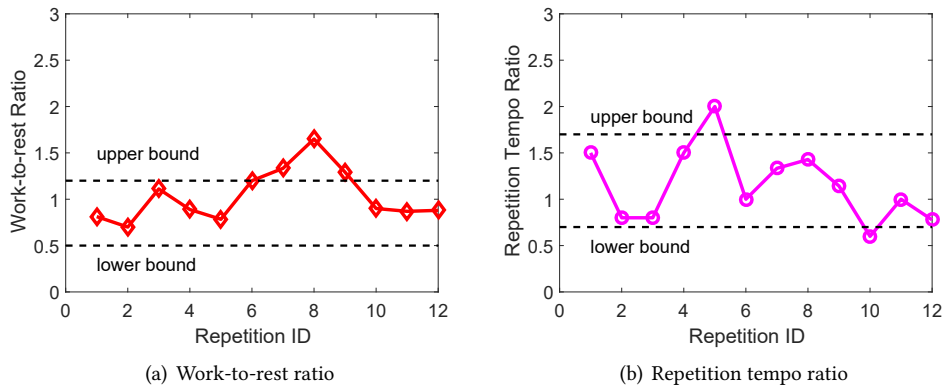 3
2.5
2
1.5
1
0.5
0
Work-to-rest Ratio
upper bound
lower bound
0 2 4 6 8 10 12
Repetition ID
(a) Work-to-rest ratio
3
2.5
2
1.5
1
0.5
0
Repetition Tempo Ratio
upper bound
lower bound
0 2 4 6 8 10 12
Repetition ID
(b) Repetition tempo ratio